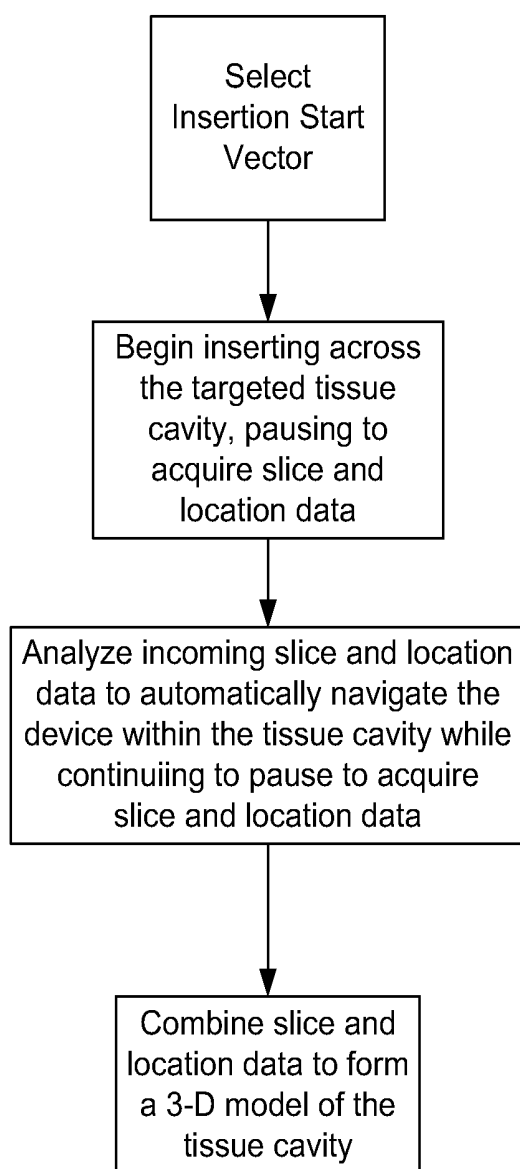 Select
Insertion Start
Vector
Begin inserting across
the targeted tissue
cavity, pausing to
acquire slice and
location data
Analyze incoming slice and location
data to automatically navigate the
device within the tissue cavity while
continuiing to pause to acquire
slice and location data
Combine slice and
location data to form
a 3-D model of the
tissue cavity